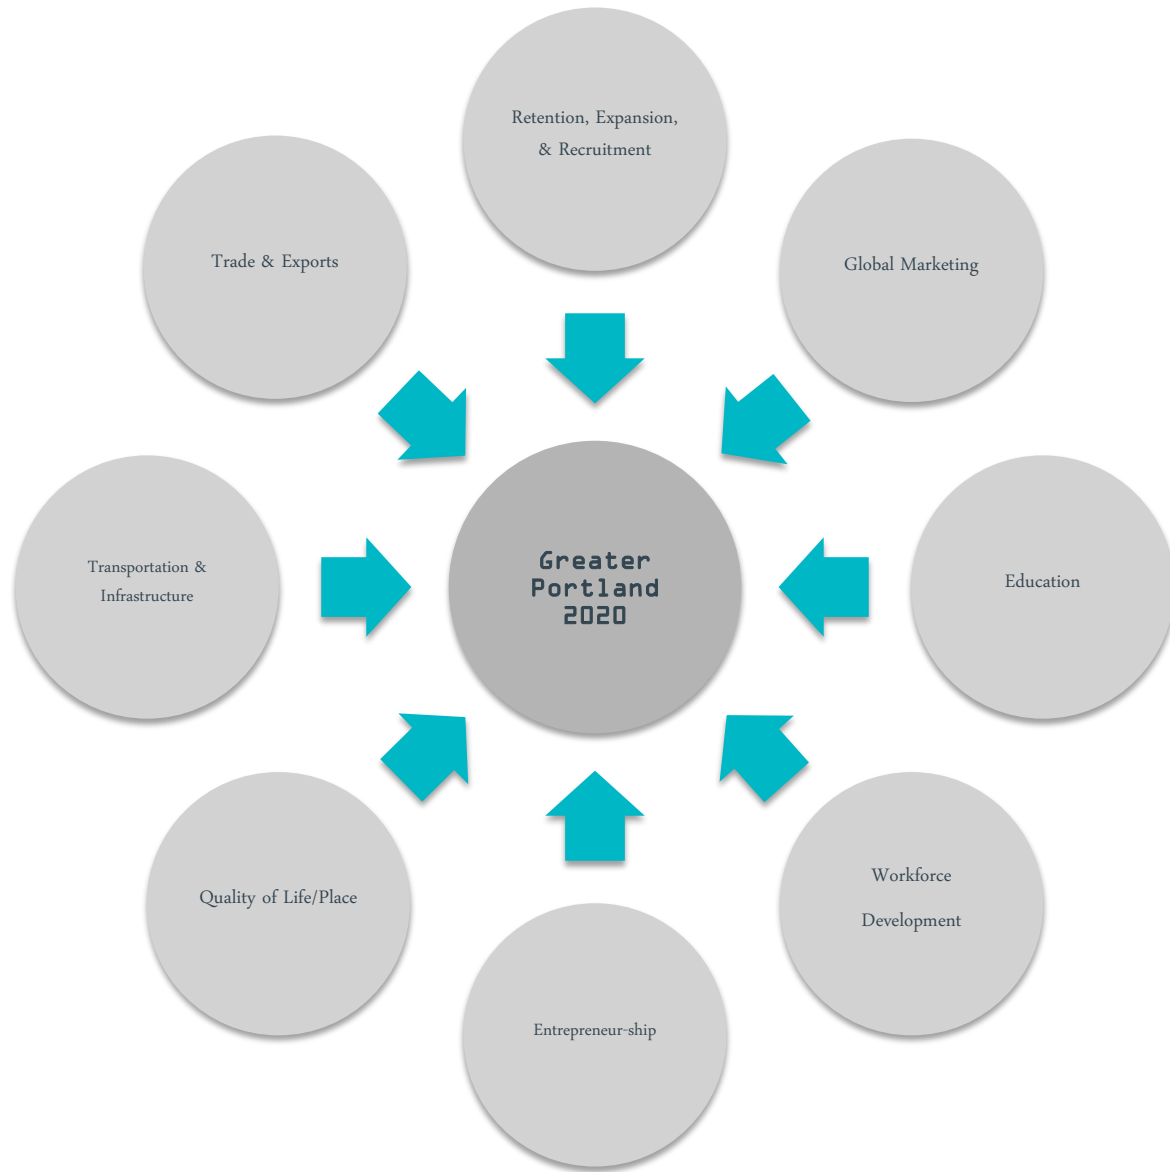 Retention, Expansion,
& Recruitment
Global Marketing
Education
Workforce
Development
Entrepreneur-ship
Quality of Life/Place
Transportation &
Infrastructure
Trade & Exports
Greater
Portland
2020